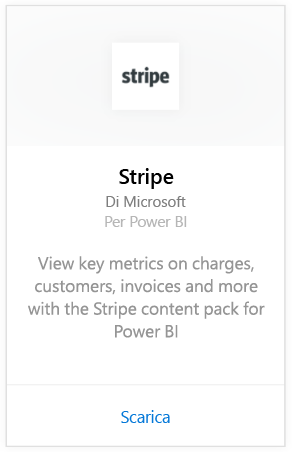 stripe
Stripe
Di Microsoft
Per Power BI
View key metrics on charges,
customers, invoices and more
with the Stripe content pack for
Power BI
Scarica